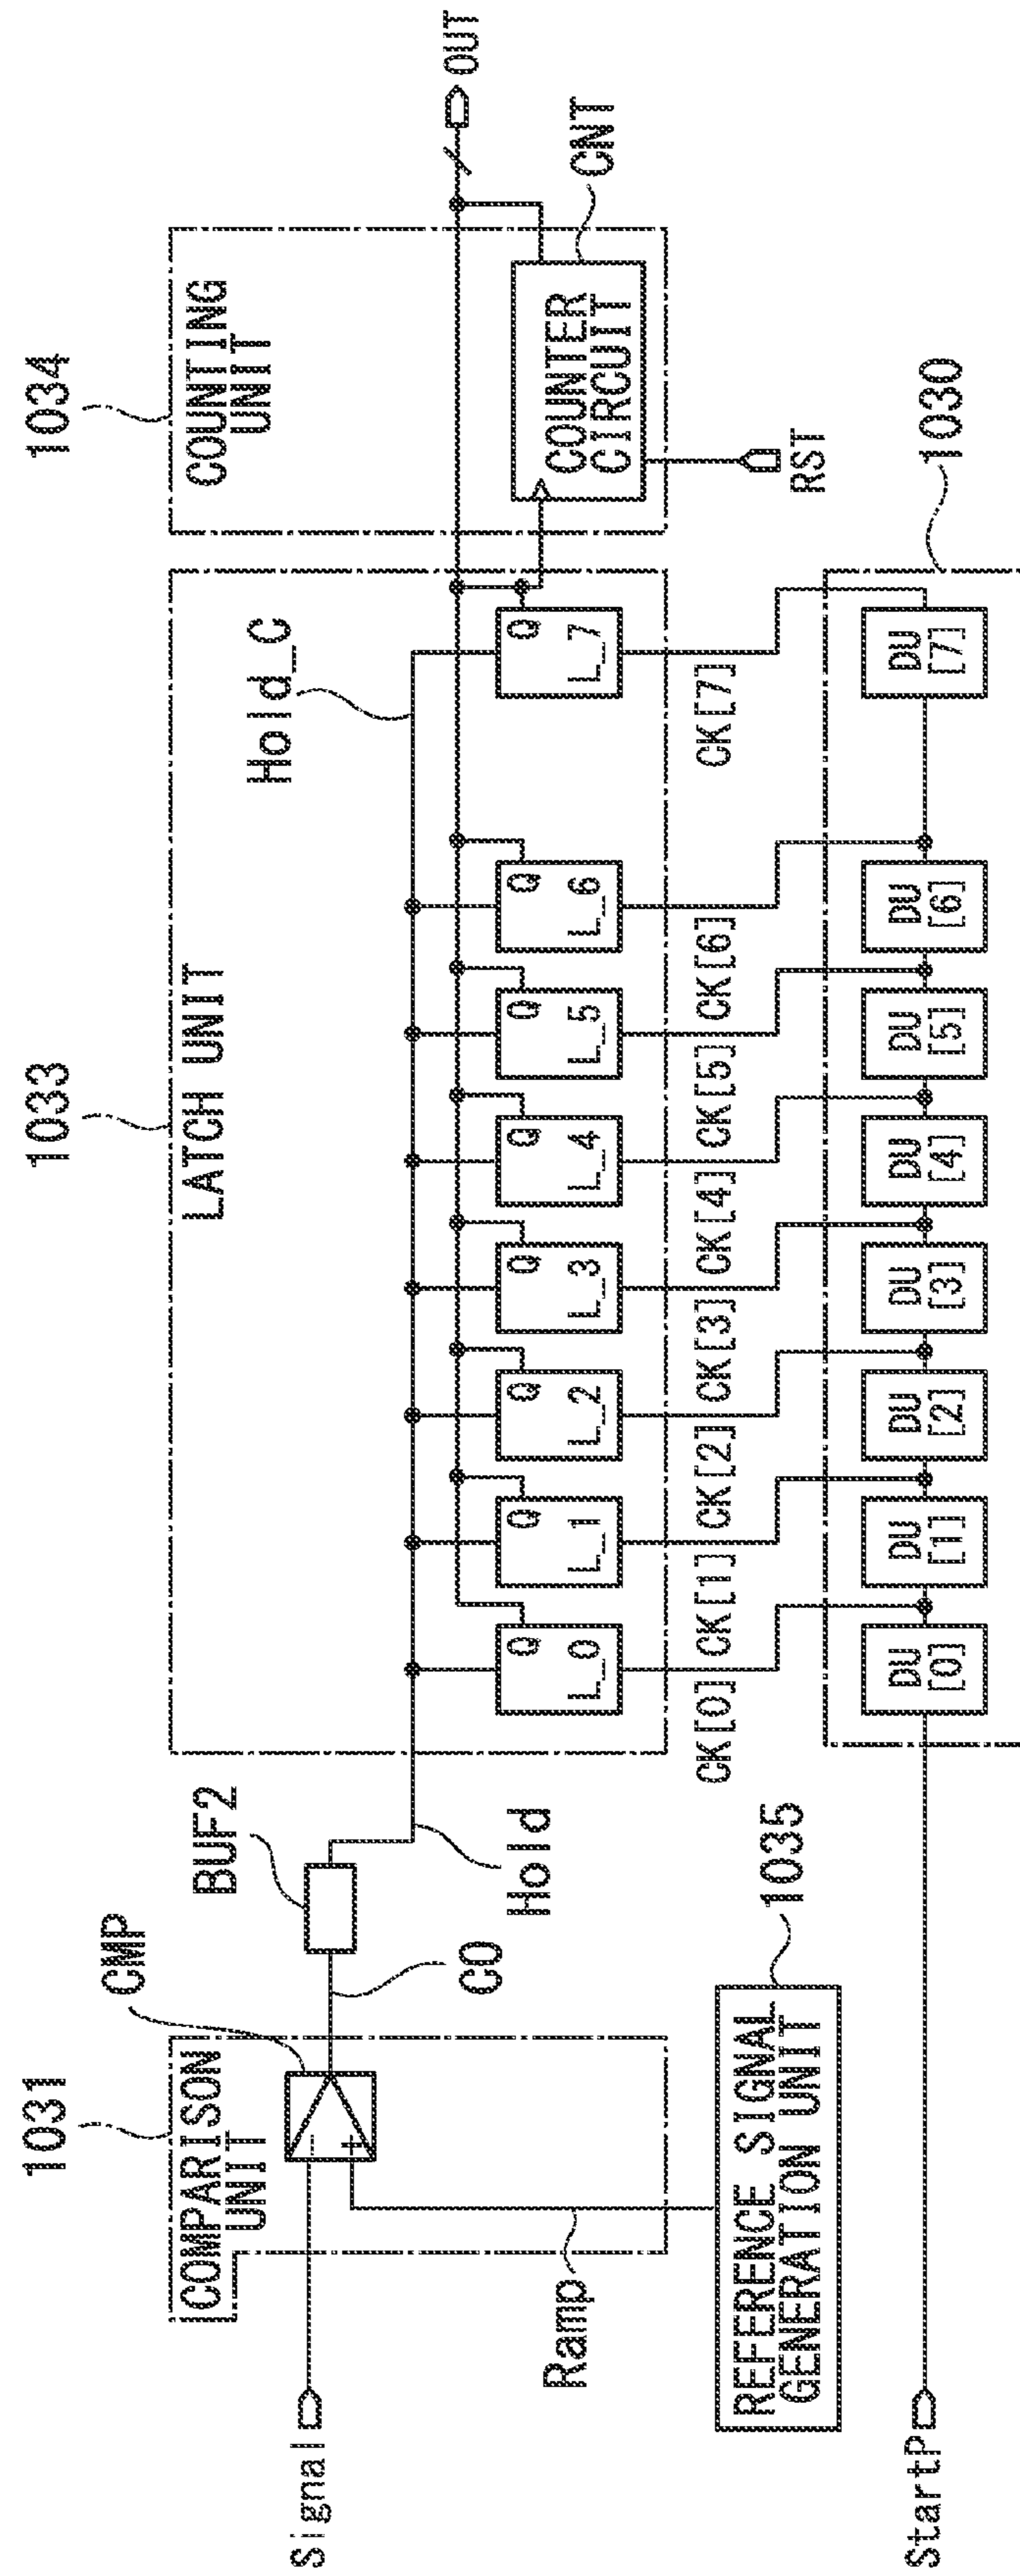 1031
COMPARISON
UNIT
CMP
BUF2
Signal
-
+
CO
Hold
Ramp
REFERENCE SIGNAL
GENERATION UNIT
1035
1033
LATCH UNIT
Hold_C
Q
L_0
Q
L_1
Q
L_2
Q
L_3
Q
L_4
Q
L_5
Q
L_6
Q
L_7
CK[0]
CK[1]
CK[2]
CK[3]
CK[4]
CK[5]
CK[6]
CK[7]
1034
COUNTING
UNIT
COUNTER
CIRCUIT
CNT
OUT
RST
1030
StartP
DU
[0]
DU
[1]
DU
[2]
DU
[3]
DU
[4]
DU
[5]
DU
[6]
DU
[7]